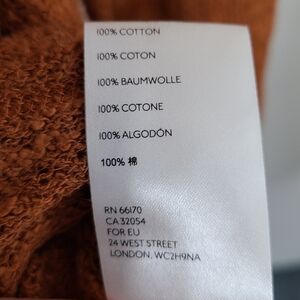 100% COTTON
100% COTON
100% BAUMWOLLE
100% COTONE
100% ALGODÓN
100% 棉
RN 66170
CA 32054
FOR EU
24 WEST STREET
LONDON, WC2H9NA